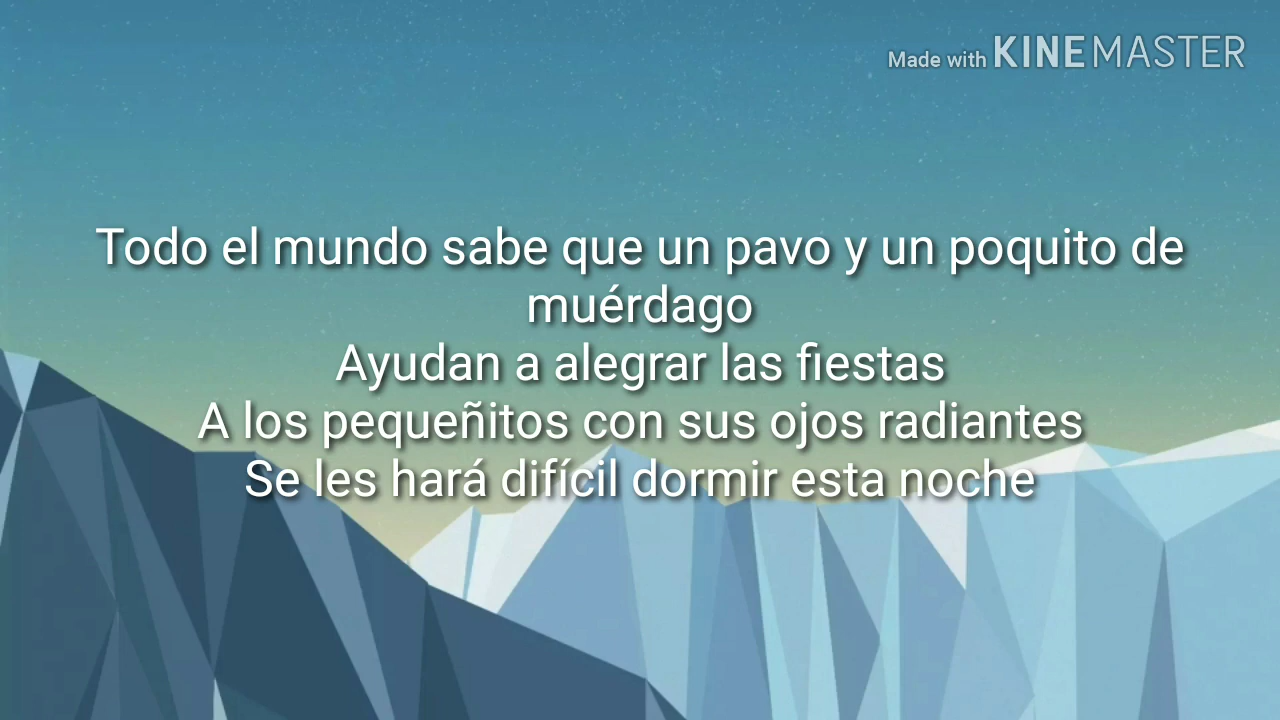 Made with KINEMASTER
Todo el mundo sabe que un pavo y un poquito de
muérdago
Ayudan a alegrar las fiestas
A los pequeñitos con sus ojos radiantes
Se les hará difícil dormir esta noche